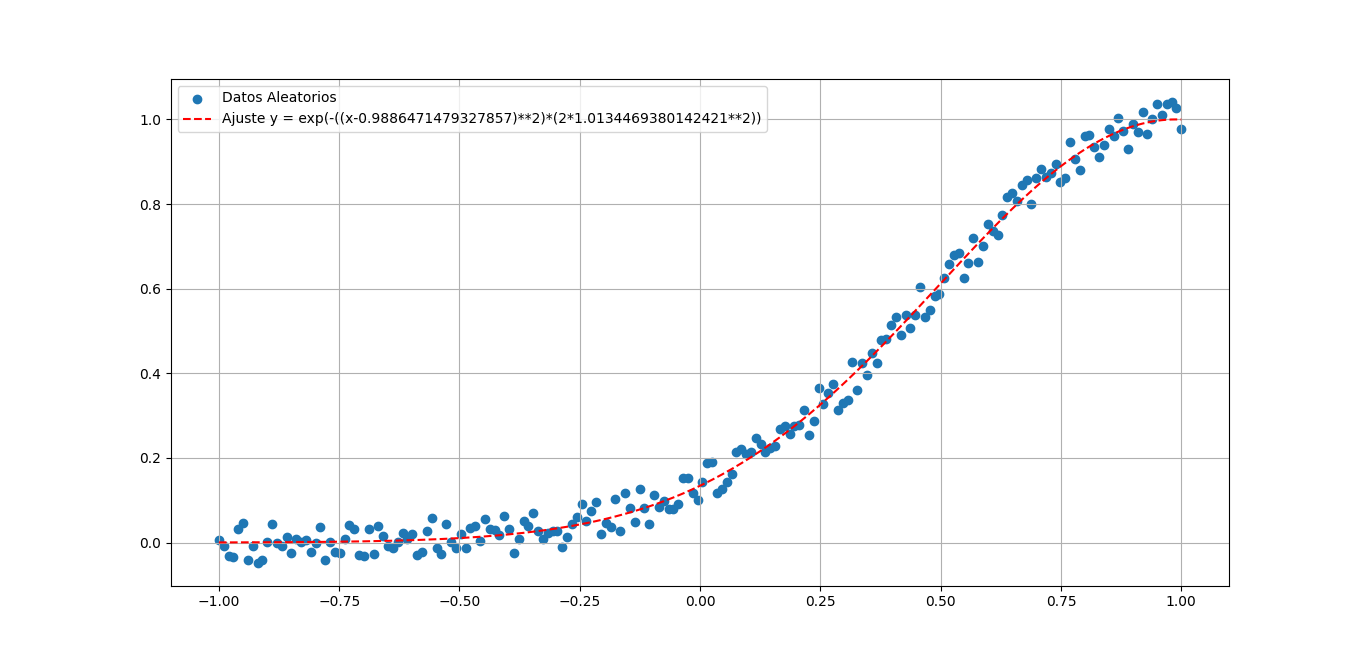 Datos Aleatorios
Ajuste y = exp(-((x-0.9886471479327857)**2)*(2*1.0134469380142421**2))
1.0
0.8
0.6
0.4
0.2
0.0
−1.00 −0.75 −0.50 −0.25 0.00 0.25 0.50 0.75 1.00